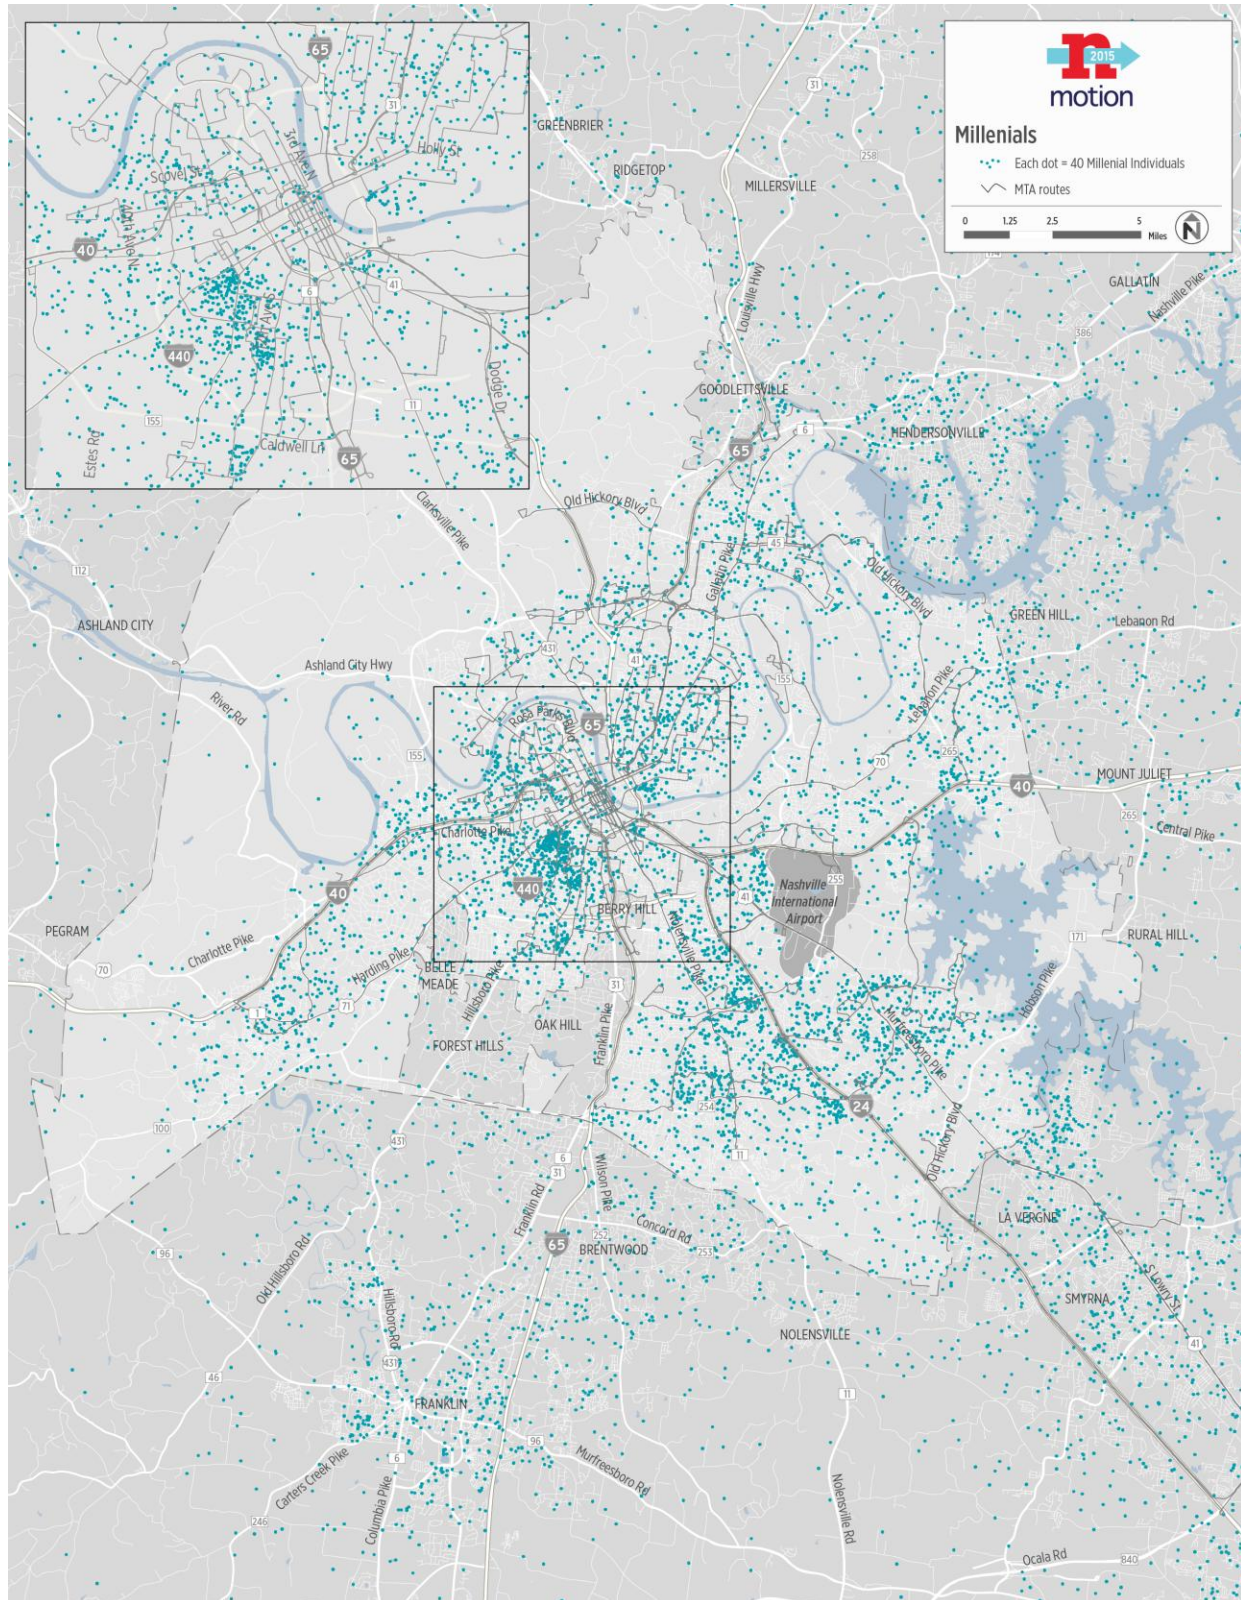 65
31
3rd Ave N
Holly St
Scovel St
40th Ave N
40
6
41
21st Ave S
440
Dodge Dr
11
155
Caldwell Ln
Estes Rd
65
n
2015
motion
Millenials
Each dot = 40 Millenial Individuals
MTA routes
0 1.25 2.5 5
Miles
N
31
GREENBRIER
258
RIDGETOP
MILLERSVILLE
174
GALLATIN
Nashville Pike
Louisville Hwy
386
GOODLETTSVILLE
6
HENDERSONVILLE
65
Clarksville Pike
Old Hickory Blvd
45
Gallatin Pike
Old Hickory Blvd
112
ASHLAND CITY
GREEN HILL
Lebanon Rd
431
41
Ashland City Hwy
155
River Rd
Lebanon Pike
Rosa Parks Blvd
65
155
70
265
MOUNT JULIET
40
265
Central Pike
Charlotte Pike
40
440
Nashville
International
Airport
255
41
BERRY HILL
PEGRAM
Charlotte Pike
Harding Pike
Nolensville Pike
171
RURAL HILL
70
BELLE
MEADE
Hillsboro Pike
31
Hobson Pike
1
71
OAK HILL
Franklin Pike
Murfreesboro Pike
FOREST HILLS
254
24
100
431
6
31
11
Old Hickory Blvd
Wilson Pike
Franklin Rd
LA VERGNE
Concord Rd
252
253
65
BRENTWOOD
96
Old Hillsboro Rd
S Lowry St
SMYRNA
Hillsboro Rd
NOLENSVILLE
41
431
46
11
FRANKLIN
96
6
Murfreesboro Rd
Carters Creek Pike
Columbia Pike
246
Nolensville Rd
Ocala Rd
840